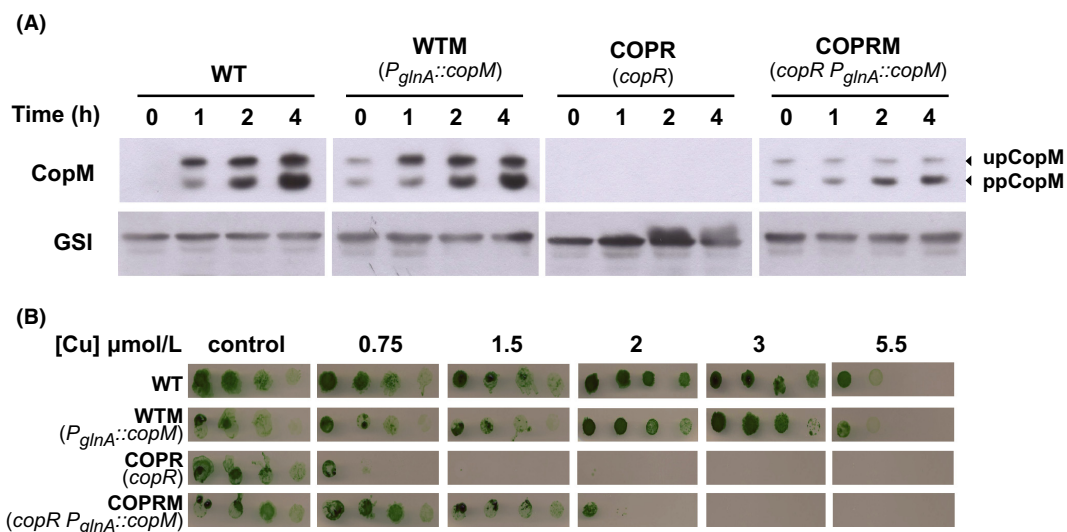 (A)
WT
WTM
(PglnA::copM)
COPR
(copR)
COPRM
(copR PglnA::copM)
Time (h) 0 1 2 4 0 1 2 4 0 1 2 4 0 1 2 4
CopM
upCopM
ppCopM
GSI
(B)
[Cu] µmol/L control 0.75 1.5 2 3 5.5
WT
WTM
(PglnA::copM)
COPR
(copR)
COPRM
(copR PglnA::copM)